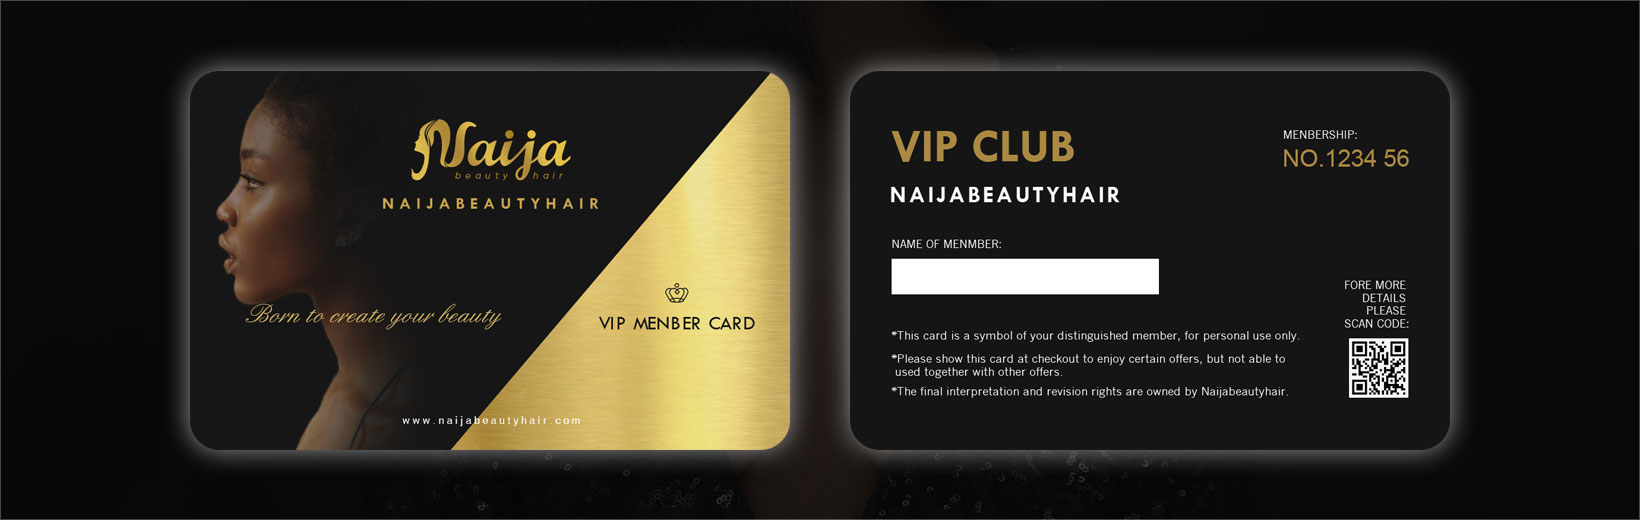 Naija
beauty hair
NAIJABEAUTYHAIR
Born to create your beauty
VIP MENBER CARD
www.naijabeautyhair.com
VIP CLUB
NAIJABEAUTYHAIR
MENBERSHIP:
NO.1234 56
NAME OF MENMBER:
FORE MORE
DETAILS
PLEASE
SCAN CODE:
*This card is a symbol of your distinguished member, for personal use only.
*Please show this card at checkout to enjoy certain offers, but not able to
used together with other offers.
*The final interpretation and revision rights are owned by Naijabeautyhair.